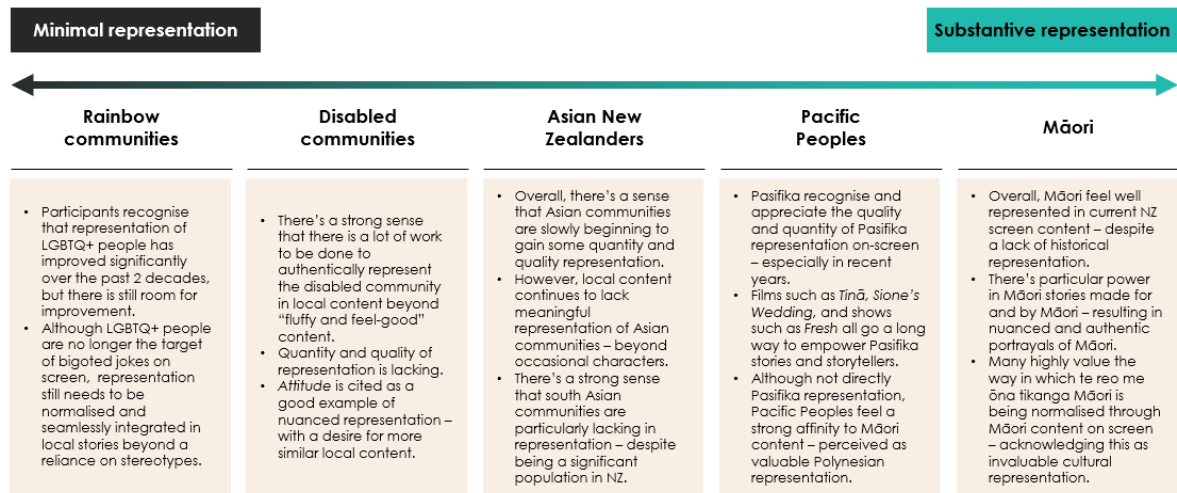 Minimal representation
Substantive representation
Rainbow
communities
Disabled
communities
Asian New
Zealanders
Pacific
Peoples
Māori
• Participants recognise
that representation of
LGBTQ+ people has
improved significantly
over the past 2 decades,
but there is still room for
improvement.
• Although LGBTQ+ people
are no longer the target
of bigoted jokes on
screen, representation
still needs to be
normalised and
seamlessly integrated in
local stories beyond a
reliance on stereotypes.
• There's a strong sense
that there is a lot of work
to be done to
authentically represent
the disabled community
in local content beyond
“fluffy and feel-good”
content.
• Quantity and quality of
representation is lacking.
• Attitude is cited as a
good example of
nuanced representation –
with a desire for more
similar local content.
• Overall, there's a sense
that Asian communities
are slowly beginning to
gain some quantity and
quality representation.
• However, local content
continues to lack
meaningful
representation of Asian
communities – beyond
occasional characters.
• There's a strong sense
that south Asian
communities are
particularly lacking in
representation – despite
being a significant
population in NZ.
• Pasifika recognise and
appreciate the quality
and quantity of Pasifika
representation on-screen
– especially in recent
years.
• Films such as Tinā, Sione's
Wedding, and shows
such as Fresh all go a long
way to empower Pasifika
stories and storytellers.
• Although not directly
Pasifika representation,
Pacific Peoples feel a
strong affinity to Māori
content – perceived as
valuable Polynesian
representation.
• Overall, Māori feel well
represented in current NZ
screen content – despite
a lack of historical
representation.
• There's particular power
in Māori stories made for
and by Māori – resulting in
nuanced and authentic
portrayals of Māori.
• Many highly value the
way in which te reo me
ōna tikanga Māori is
being normalised through
Māori content on screen
– acknowledging this as
invaluable cultural
representation.